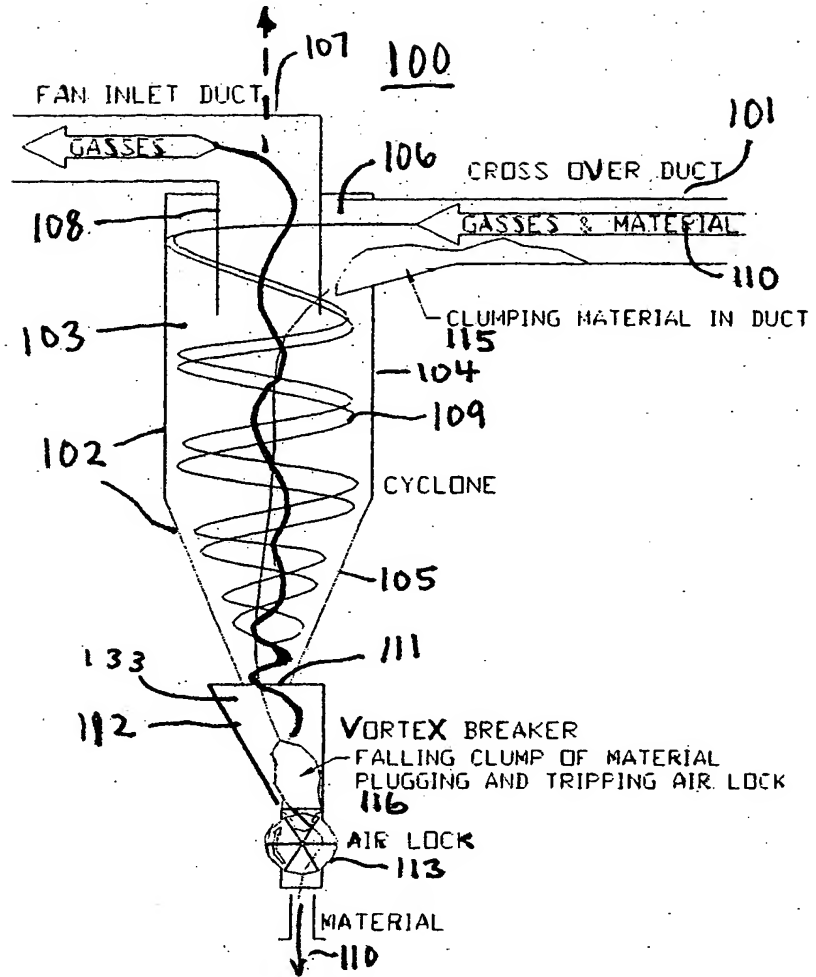 107
100
FAN INLET DUCT
101
GASSES
106
CROSS OVER DUCT
108
GASSES & MATERIAL
110
CLUMPING MATERIAL IN DUCT
115
103
104
109
102
CYCLONE
105
111
133
112
VORTEX BREAKER
FALLING CLUMP OF MATERIAL
PLUGGING AND TRIPPING AIR LOCK
116
AIR LOCK
113
MATERIAL
110